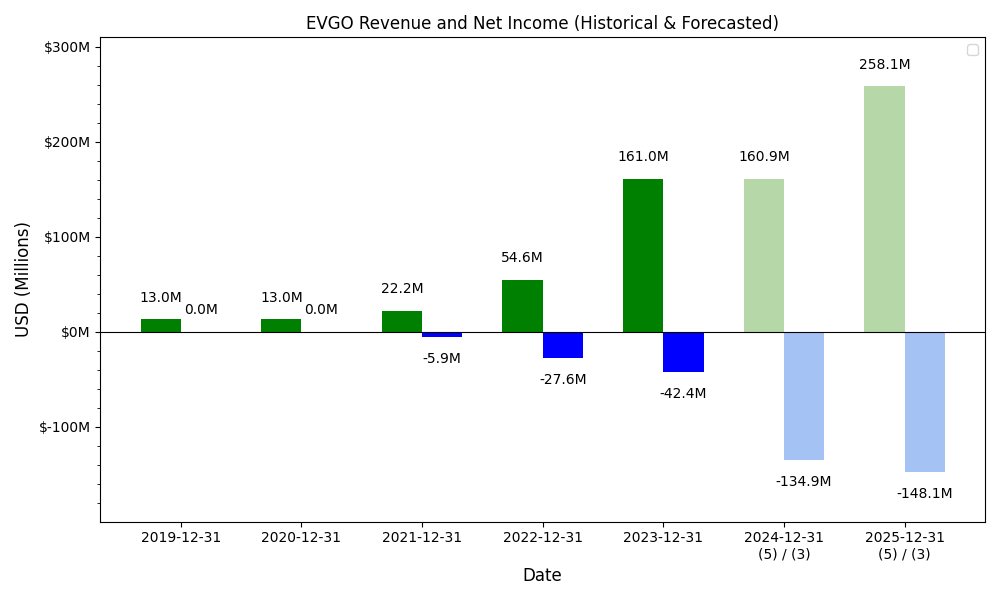 EVGO Revenue and Net Income (Historical & Forecasted)
$300M
$200M
$100M
$0M
$-100M
USD (Millions)
13.0M
0.0M
13.0M
0.0M
22.2M
-5.9M
54.6M
-27.6M
161.0M
-42.4M
160.9M
-134.9M
258.1M
-148.1M
2019-12-31
2020-12-31
2021-12-31
2022-12-31
2023-12-31
2024-12-31
(5) / (3)
2025-12-31
(5) / (3)
Date